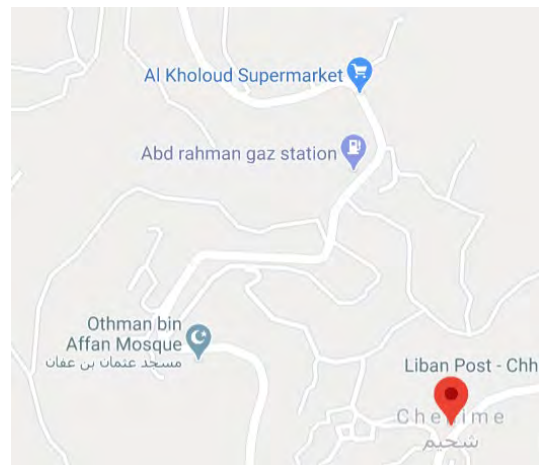 Al Kholoud Supermarket
Abd rahman gaz station
Othman bin
Affan Mosque
مسجد عثمان بن عفان
Liban Post - Chh
شحيم